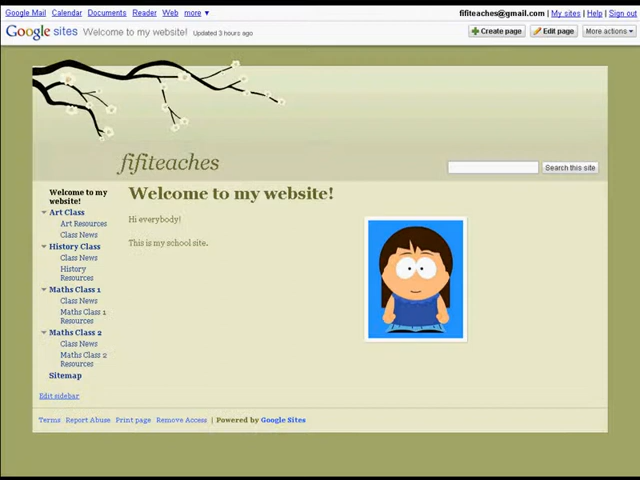 Google Mail Calendar Documents Reader Web more ▼
fifiteaches@gmail.com | My sites | Help | Sign out
Google sites Welcome to my website! Updated 3 hours ago
Create page Edit page More actions ▾
fifiteaches
Search this site
Welcome to my
website!
Art Class
Art Resources
Class News
History Class
Class News
History
Resources
Maths Class 1
Class News
Maths Class 1
Resources
Maths Class 2
Class News
Maths Class 2
Resources
Sitemap
Edit sidebar
Welcome to my website!
Hi everybody!
This is my school site.
Terms Report Abuse Print page Remove Access | Powered by Google Sites